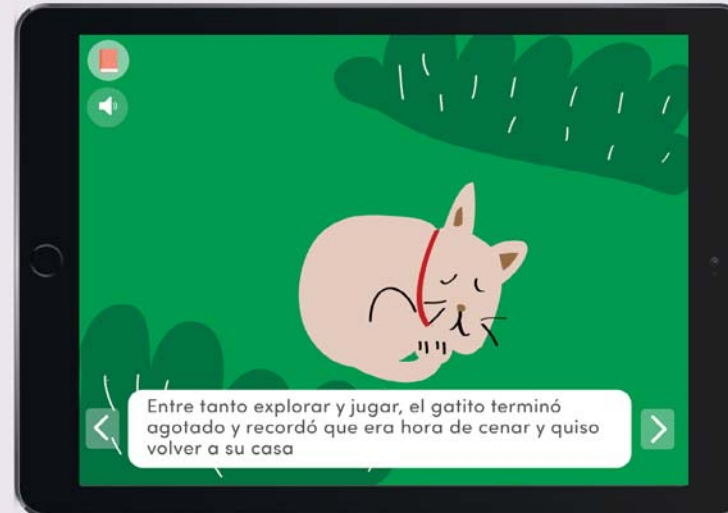 Entre tanto explorar y jugar, el gatito terminó
agotado y recordó que era hora de cenar y quiso
volver a su casa